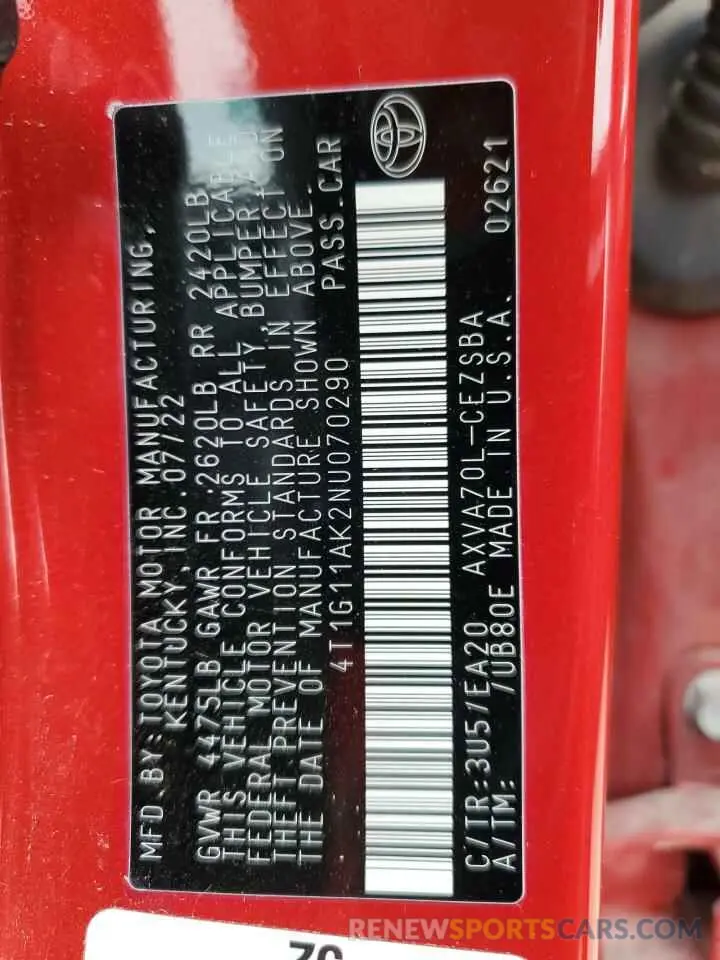 MFD.BY:TOYOTA MOTOR MANUFACTURING,
KENTUCKY,INC.07/22
GVWR 4475LB GAWR FR 2620LB RR 2420LB
THIS VEHICLE CONFORMS TO ALL APPLICABLE
FEDERAL MOTOR VEHICLE SAFETY, BUMPER, AND
THEFT PREVENTION STANDARDS IN EFFECT ON
THE DATE OF MANUFACTURE SHOWN ABOVE.
4T1G11AK2NU070290 PASS.CAR
C/TR:3U5/EA20 AXVA70L-CEZSBA 02621
A/TM: /UB80E MADE IN U.S.A.
RENEWSPORTSCARS.COM